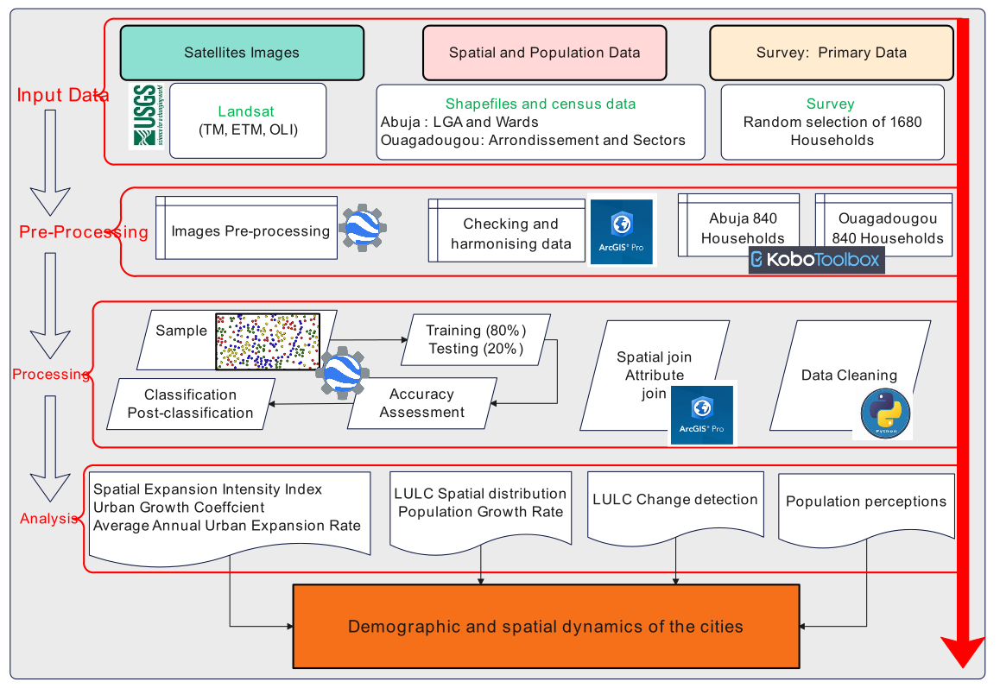 Satellites Images
Spatial and Population Data
Survey: Primary Data
Input Data
USGS
science for a changing world
Landsat
(TM, ETM, OLI)
Shapefiles and census data
Abuja : LGA and Wards
Ouagadougou: Arrondissement and Sectors
Survey
Random selection of 1680
Households
Pre-Processing
Images Pre-processing
Checking and
harmonising data
ArcGIS® Pro
Abuja 840
Households
Ouagadougou
840 Households
KoboToolbox
Processing
Sample
Training (80%)
Testing (20%)
Classification
Post-classification
Accuracy
Assessment
Spatial join
Attribute
join
ArcGIS® Pro
Data Cleaning
Python
Analysis
Spatial Expansion Intensity Index
Urban Growth Coeffcient
Average Annual Urban Expansion Rate
LULC Spatial distribution
Population Growth Rate
LULC Change detection
Population perceptions
Demographic and spatial dynamics of the cities